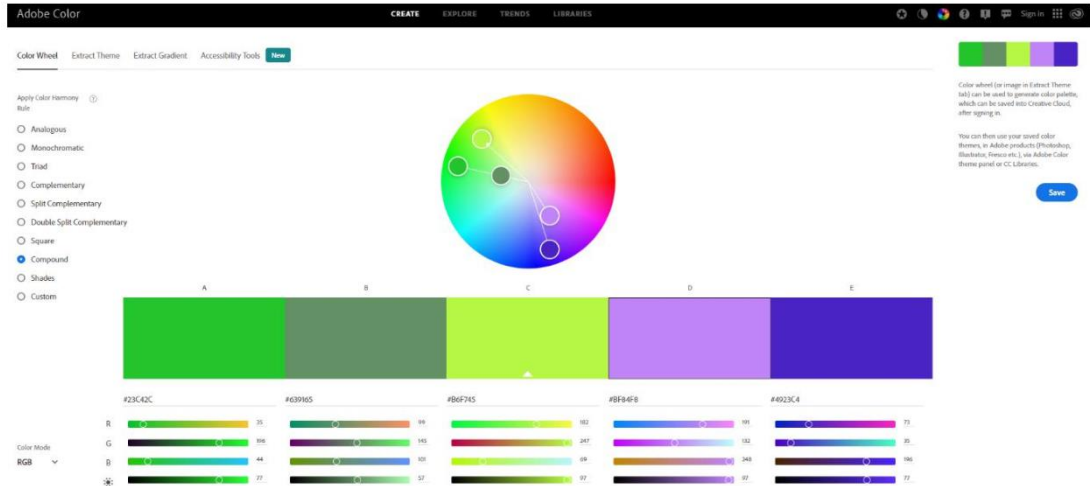 Adobe Color
CREATE EXPLORE TRENDS LIBRARIES
Sign in
Color Wheel Extract Theme Extract Gradient Accessibility Tools New
Color wheel (or image in Extract Theme
tab) can be used to generate color palette,
which can be saved into Creative Cloud,
after signing in.
You can then use your saved color
themes, in Adobe products (Photoshop,
Illustrator, Fresco etc.), via Adobe Color
theme panel or CC Libraries.
Save
Apply Color Harmony
Rule
Analogous
Monochromatic
Triad
Complementary
Split Complementary
Double Split Complementary
Square
Compound
Shades
Custom
A B C D E
#23C42C #639165 #B6F745 #BF84F8 #4923C4
R 35 99 182 191 73
G 196 145 247 132 35
B 44 101 69 248 196
77 57 97 97 77
Color Mode
RGB